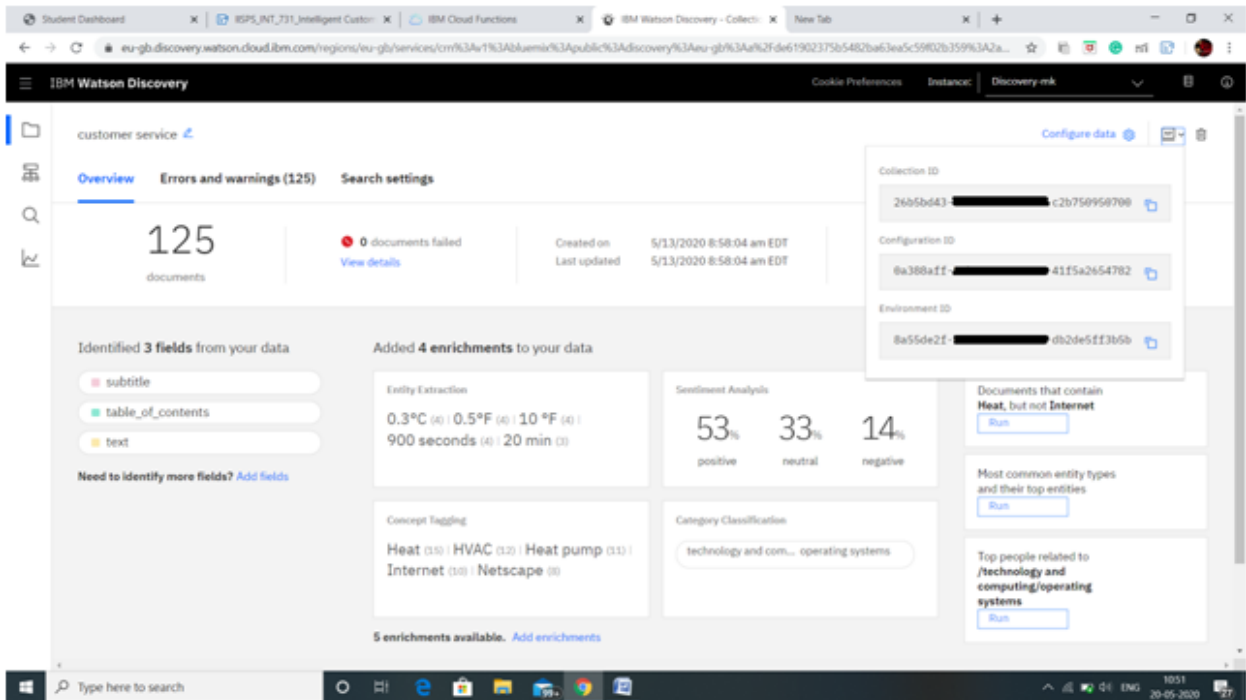 Student Dashboard
IISPS_INT_731_Intelligent Custor
IBM Cloud Functions
IBM Watson Discovery - Collecti
New Tab
IBM Watson Discovery
Cookie Preferences
Instance:
Discovery-mk
customer service
Configure data
Overview
Errors and warnings (125)
Search settings
Collection ID
26b5bd43-
c2b750950700
Configuration ID
0a388aff-
41f5a2654782
Environment ID
8a55de2f-
db2de5ff3b5b
125
documents
0 documents failed
View details
Created on 5/13/2020 8:58:04 am EDT
Last updated 5/13/2020 8:58:04 am EDT
Identified 3 fields from your data
subtitle
table_of_contents
text
Need to identify more fields? Add fields
Added 4 enrichments to your data
Entity Extraction
0.3°C (4) | 0.5°F (4) | 10 °F (4) |
900 seconds (4) | 20 min (3)
Sentiment Analysis
53% 33% 14%
positive neutral negative
Concept Tagging
Heat (15) | HVAC (12) | Heat pump (11) |
Internet (10) | Netscape (8)
Category Classification
technology and com... operating systems
5 enrichments available. Add enrichments
Documents that contain
Heat, but not Internet
Run
Most common entity types
and their top entities
Run
Top people related to
/technology and
computing/operating
systems
Run
Type here to search
99+
ENG
1051
20-05-2020
27